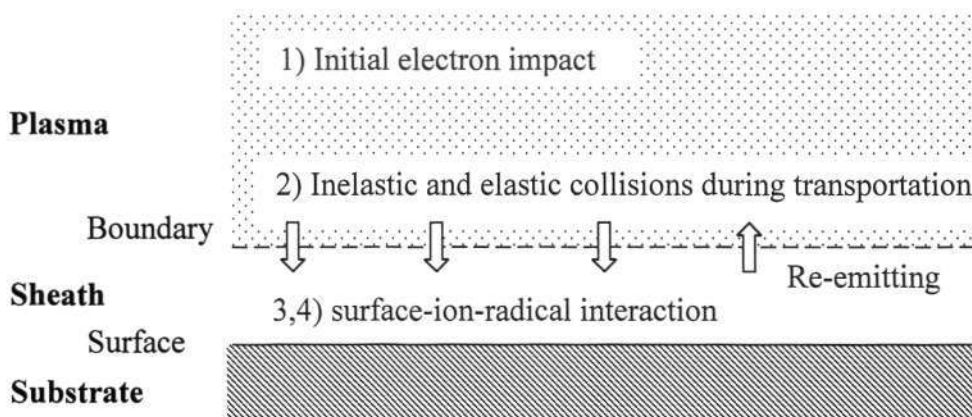 1) Initial electron impact
Plasma
2) Inelastic and elastic collisions during transportation
Boundary
Re-emitting
Sheath
3,4) surface-ion-radical interaction
Surface
Substrate